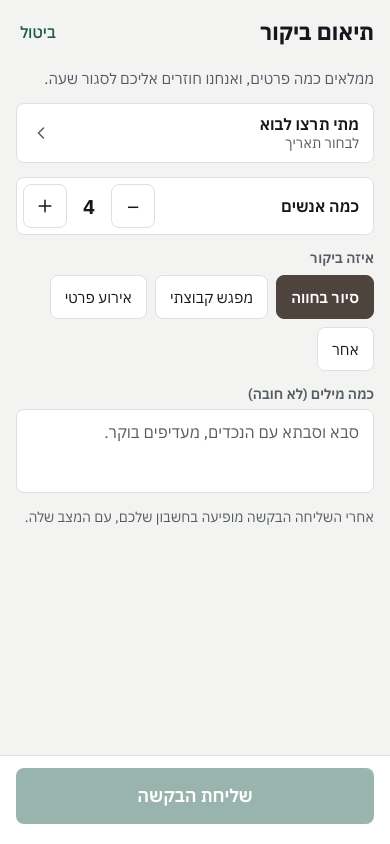 תיאום ביקור
ביטול
ממלאים כמה פרטים, ואנחנו חוזרים אליכם לסגור שעה.
מתי תרצו לבוא
לבחור תאריך
כמה אנשים
− 4 +
איזה ביקור
סיור בחווה
מפגש קבוצתי
אירוע פרטי
אחר
כמה מילים (לא חובה)
סבא וסבתא עם הנכדים, מעדיפים בוקר.
אחרי השליחה הבקשה מופיעה בחשבון שלכם, עם המצב שלה.
שליחת הבקשה